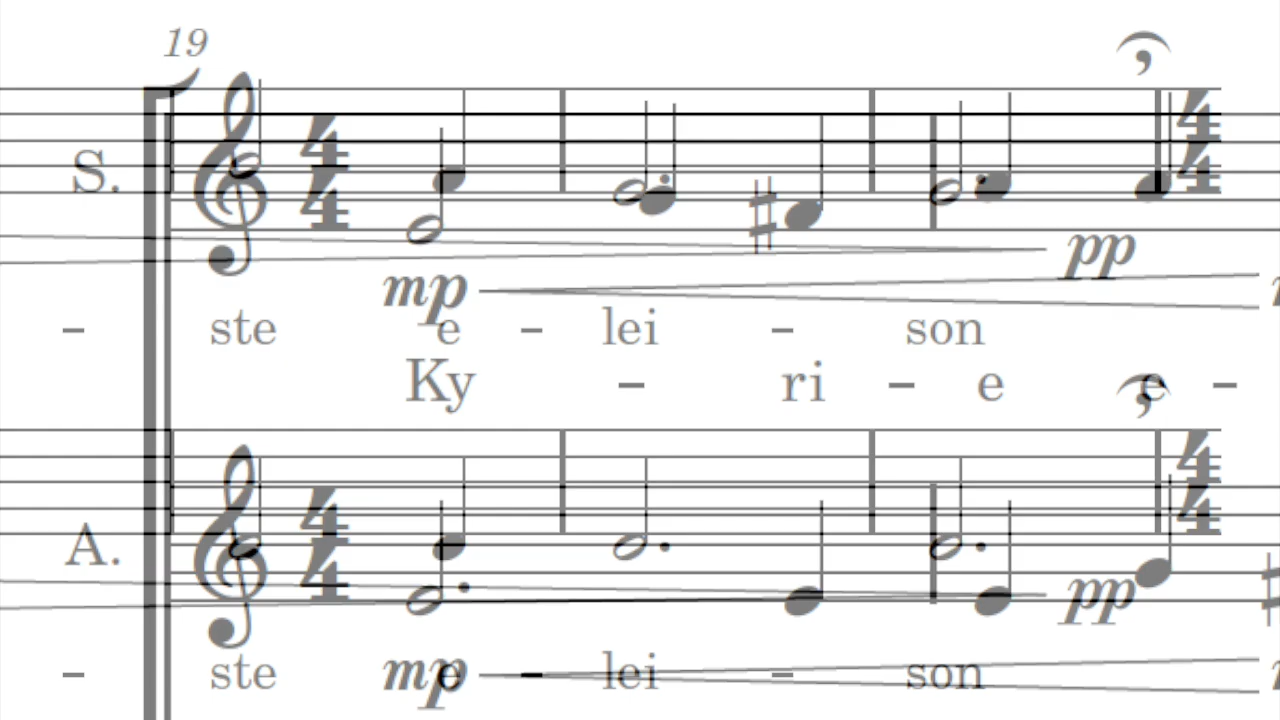 19
S.
pp
mp
– ste e – lei – son
Ky – ri – e e –
A.
pp
– ste e – lei – son
mp